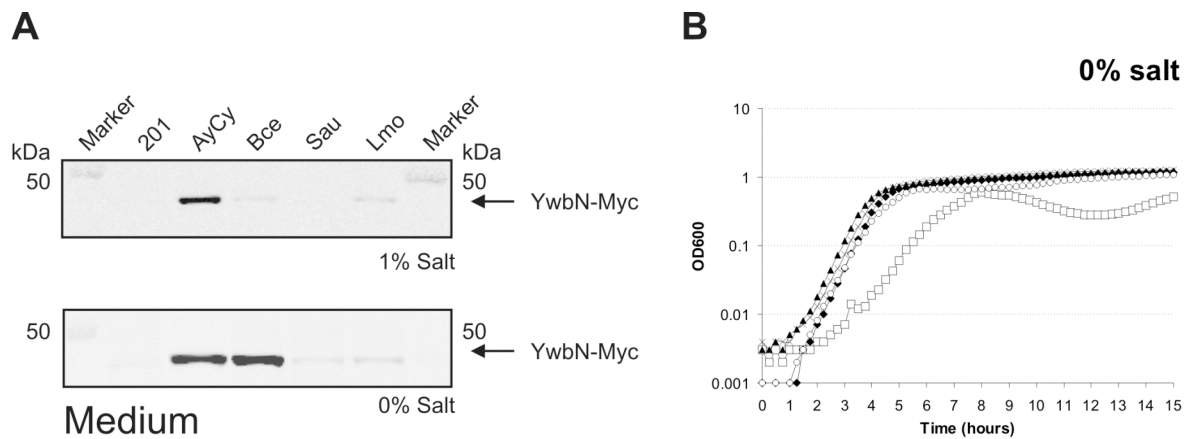 A
Marker 201 AyCy Bce Sau Lmo Marker
kDa kDa
50 50
YwbN-Myc
1% Salt
50 50
YwbN-Myc
0% Salt
Medium
B
0% salt
10
1
0.1
0.01
0.001
OD600
0 1 2 3 4 5 6 7 8 9 10 11 12 13 14 15
Time (hours)